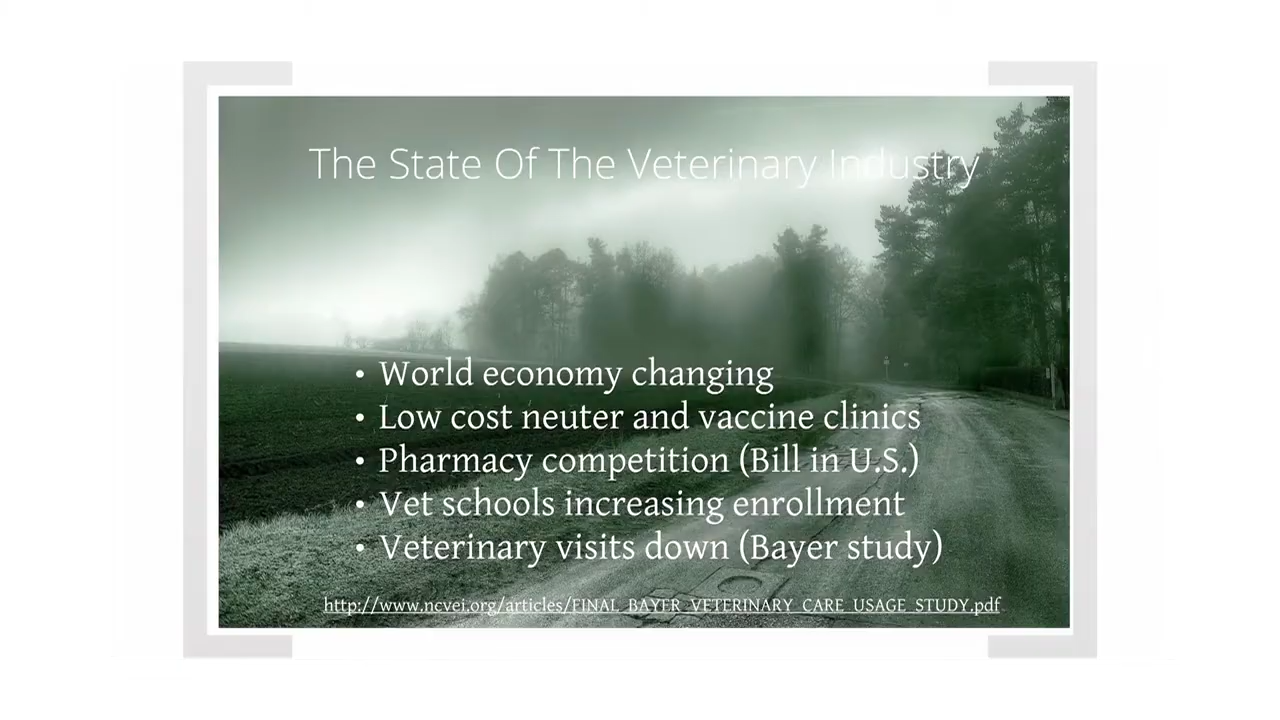 The State Of The Veterinary Industry
• World economy changing
• Low cost neuter and vaccine clinics
• Pharmacy competition (Bill in U.S.)
• Vet schools increasing enrollment
• Veterinary visits down (Bayer study)
http://www.ncvei.org/articles/FINAL_BAYER_VETERINARY_CARE_USAGE_STUDY.pdf